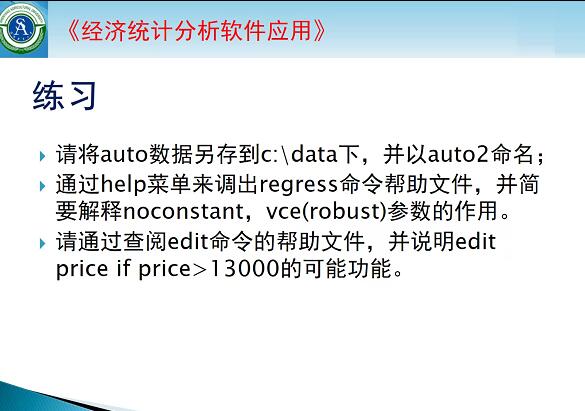 《经济统计分析软件应用》
练习
请将auto数据另存到c:\data下，并以auto2命名；
通过help菜单来调出regress命令帮助文件，并简
要解释noconstant，vce(robust)参数的作用。
请通过查阅edit命令的帮助文件，并说明edit
price if price>13000的可能功能。